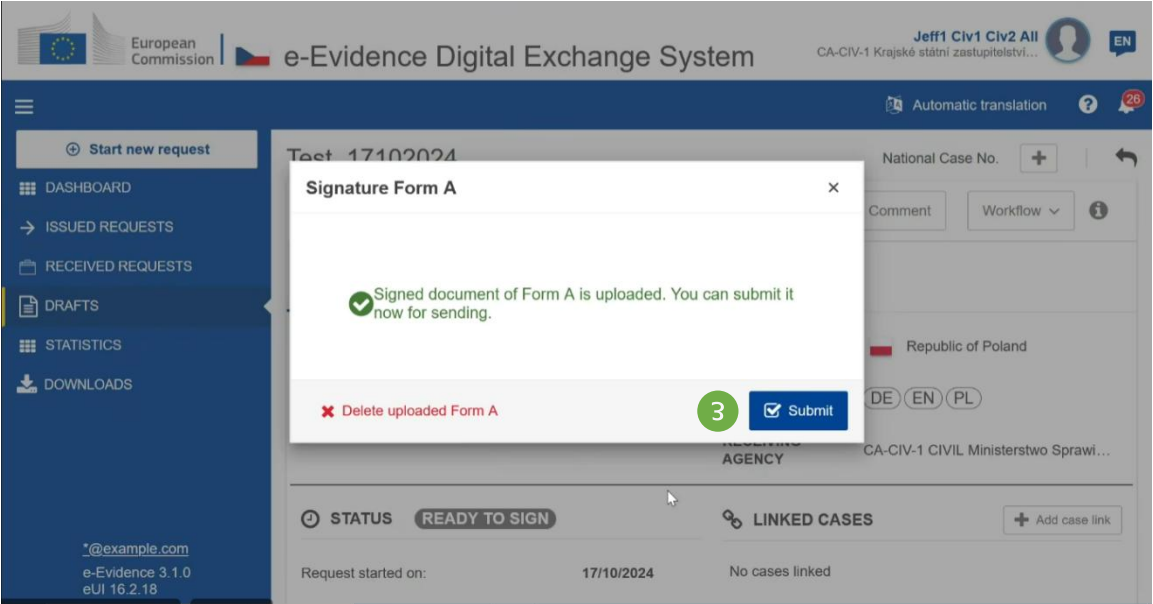 European
Commission
e-Evidence Digital Exchange System
Jeff1 Civ1 Civ2 All
CA-CIV-1 Krajské státní zastupitelství...
EN
Automatic translation
?
26
Start new request
DASHBOARD
ISSUED REQUESTS
RECEIVED REQUESTS
DRAFTS
STATISTICS
DOWNLOADS
*@example.com
e-Evidence 3.1.0
eUI 16.2.18
Test 17102024
National Case No.
Comment
Workflow
Signature Form A
Signed document of Form A is uploaded. You can submit it
now for sending.
Delete uploaded Form A
3
Submit
Republic of Poland
DE EN PL
RECEIVING
AGENCY
CA-CIV-1 CIVIL Ministerstwo Sprawi...
STATUS READY TO SIGN
LINKED CASES
Add case link
Request started on: 17/10/2024
No cases linked